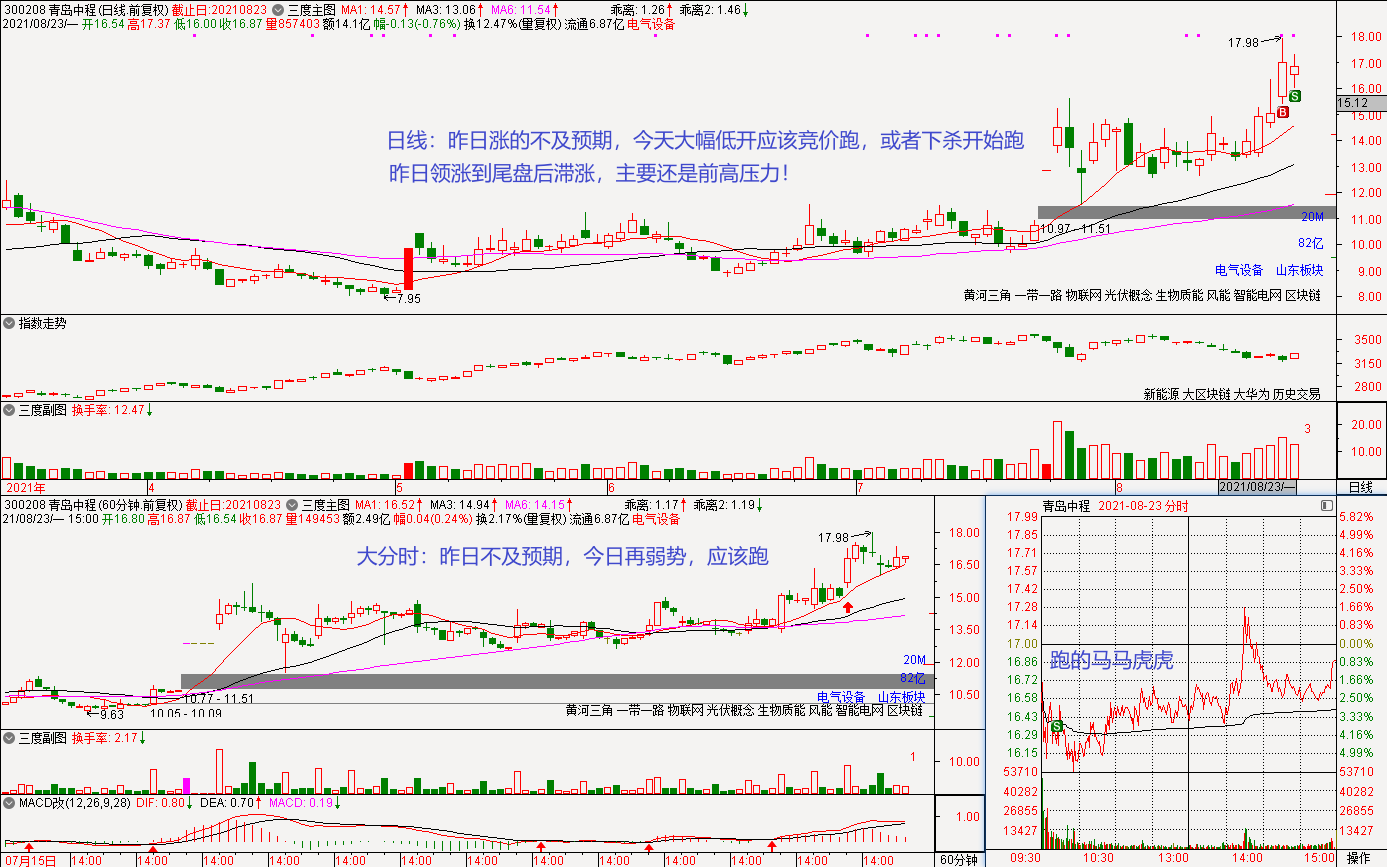 300208 青岛中程(日线.前复权) 截止日:20210823 三度主图 MA1: 14.57↑ MA3: 13.06↑ MA6: 11.54↑ 乖离: 1.26↑ 乖离2: 1.46↓
2021/08/23/一 开16.54 高17.37 低16.00 收16.87 量857403 额14.1亿 幅-0.13(-0.76%) 换12.47%(量复权) 流通6.87亿 电气设备
17.98
18.00
17.00
16.00
15.12
15.00
14.00
13.00
12.00
11.00
10.00
9.00
8.00
B
S
日线：昨日涨的不及预期，今天大幅低开应该竞价跑，或者下杀开始跑
昨日领涨到尾盘后滞涨，主要还是前高压力！
20M
10.97 - 11.51
82亿
电气设备 山东板块
黄河三角 一带一路 物联网 光伏概念 生物质能 风能 智能电网 区块链
←7.95
指数走势
3500
3150
2800
新能源 大区块链 大华为 历史交易
三度副图 换手率: 12.47↓
3
20.00
10.00
2021年 4 5 6 7 8 2021/08/23/一 日线
300208 青岛中程(60分钟.前复权) 截止日:20210823 三度主图 MA1: 16.52↑ MA3: 14.94↑ MA6: 14.15↑ 乖离: 1.17↑ 乖离2: 1.19↓
21/08/23/一 15:00 开16.80 高16.87 低16.54 收16.87 量149453 额2.49亿 幅0.04(0.24%) 换2.17%(量复权) 流通6.87亿 电气设备
17.98
18.00
16.50
15.00
13.50
12.00
10.50
大分时：昨日不及预期，今日再弱势，应该跑
20M
82亿
10.77 - 11.51
电气设备 山东板块
←9.63
10.05 - 10.09
黄河三角 一带一路 物联网 光伏概念 生物质能 风能 智能电网 区块链
三度副图 换手率: 2.17↓
1
10.00
MACD改(12,26,9,28) DIF: 0.80↓ DEA: 0.70↑ MACD: 0.19↓
1.00
07月15日 14:00 14:00 14:00 14:00 14:00 14:00 14:00 14:00 14:00 14:00 14:00 14:00 14:00 60分钟
青岛中程 2021-08-23 分时
17.99 5.82%
17.85 4.99%
17.71 4.16%
17.57 3.33%
17.42 2.50%
17.28 1.66%
17.14 0.83%
17.00 0.00%
16.86 0.83%
16.72 1.66%
16.58 2.50%
16.43 3.33%
16.29 4.16%
16.15 4.99%
跑的马马虎虎
S
53710 53710
40282 40282
26855 26855
13427 13427
09:30 10:30 13:00 14:00 15:00 操作